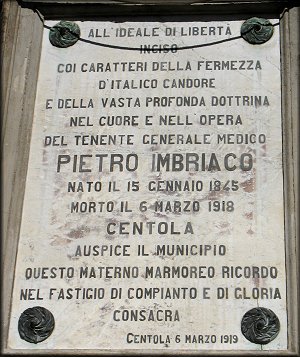 ALL'IDEALE DI LIBERTÀ
INCISO
COI CARATTERI DELLA FERMEZZA
D'ITALICO CANDORE
E DELLA VASTA PROFONDA DOTTRINA
NEL CUORE E NELL'OPERA
DEL TENENTE GENERALE MEDICO
PIETRO IMBRIACO
NATO IL 15 GENNAIO 1845
MORTO IL 6 MARZO 1918
CENTOLA
AUSPICE IL MUNICIPIO
QUESTO MATERNO MARMOREO RICORDO
NEL FASTIGIO DI COMPIANTO E DI GLORIA
CONSACRA
CENTOLA 6 MARZO 1919